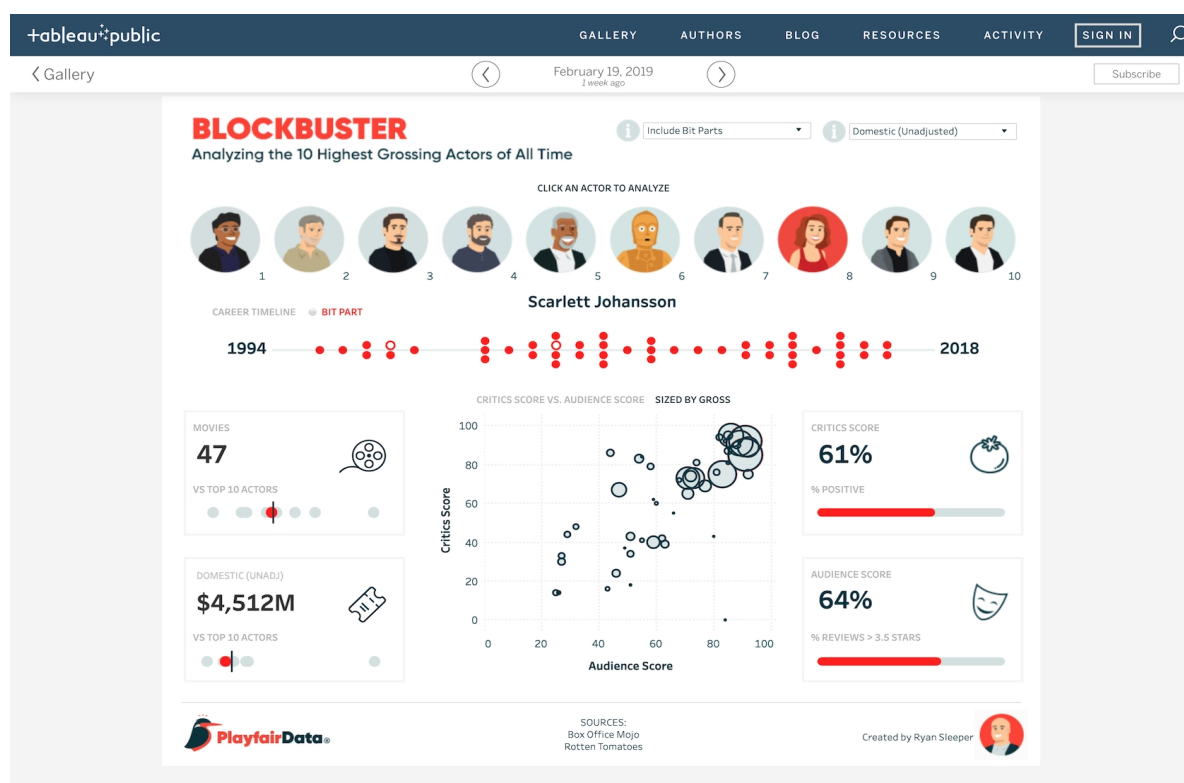 +ableau public
GALLERY
AUTHORS
BLOG
RESOURCES
ACTIVITY
SIGN IN
Gallery
February 19, 2019
1 week ago
Subscribe
BLOCKBUSTER
Analyzing the 10 Highest Grossing Actors of All Time
Include Bit Parts
Domestic (Unadjusted)
CLICK AN ACTOR TO ANALYZE
1
2
3
4
5
6
7
8
9
10
Scarlett Johansson
CAREER TIMELINE
BIT PART
1994
2018
CRITICS SCORE VS. AUDIENCE SCORE SIZED BY GROSS
MOVIES
47
VS TOP 10 ACTORS
DOMESTIC (UNADJ)
$4,512M
VS TOP 10 ACTORS
Critics Score
100
80
60
40
20
0
0
20
40
60
80
100
Audience Score
CRITICS SCORE
61%
% POSITIVE
AUDIENCE SCORE
64%
% REVIEWS > 3.5 STARS
PlayfairData®
SOURCES:
Box Office Mojo
Rotten Tomatoes
Created by Ryan Sleeper